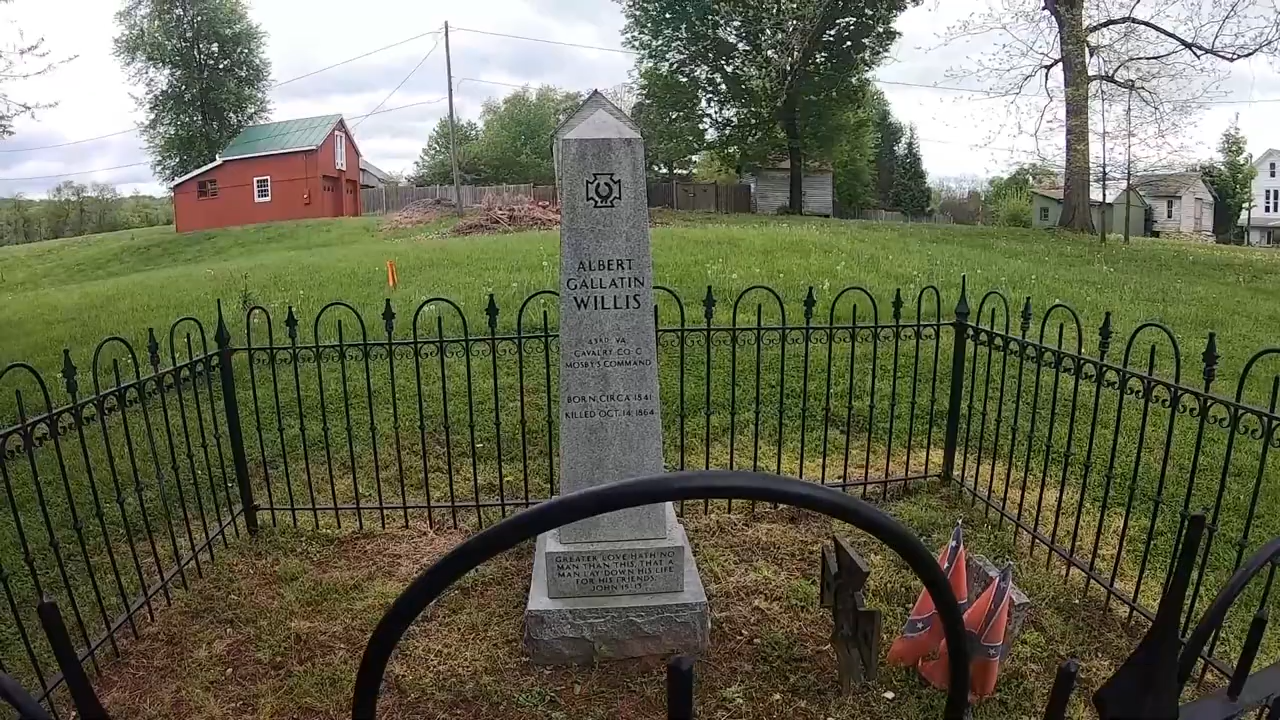 ALBERT
GALLATIN
WILLIS
43RD. VA.
CAVALRY CO. C
MOSBY'S COMMAND
BORN CIRCA 1841
KILLED OCT. 14, 1864
GREATER LOVE HATH NO
MAN THAN THIS, THAT A
MAN LAY DOWN HIS LIFE
FOR HIS FRIENDS.
JOHN 15:13